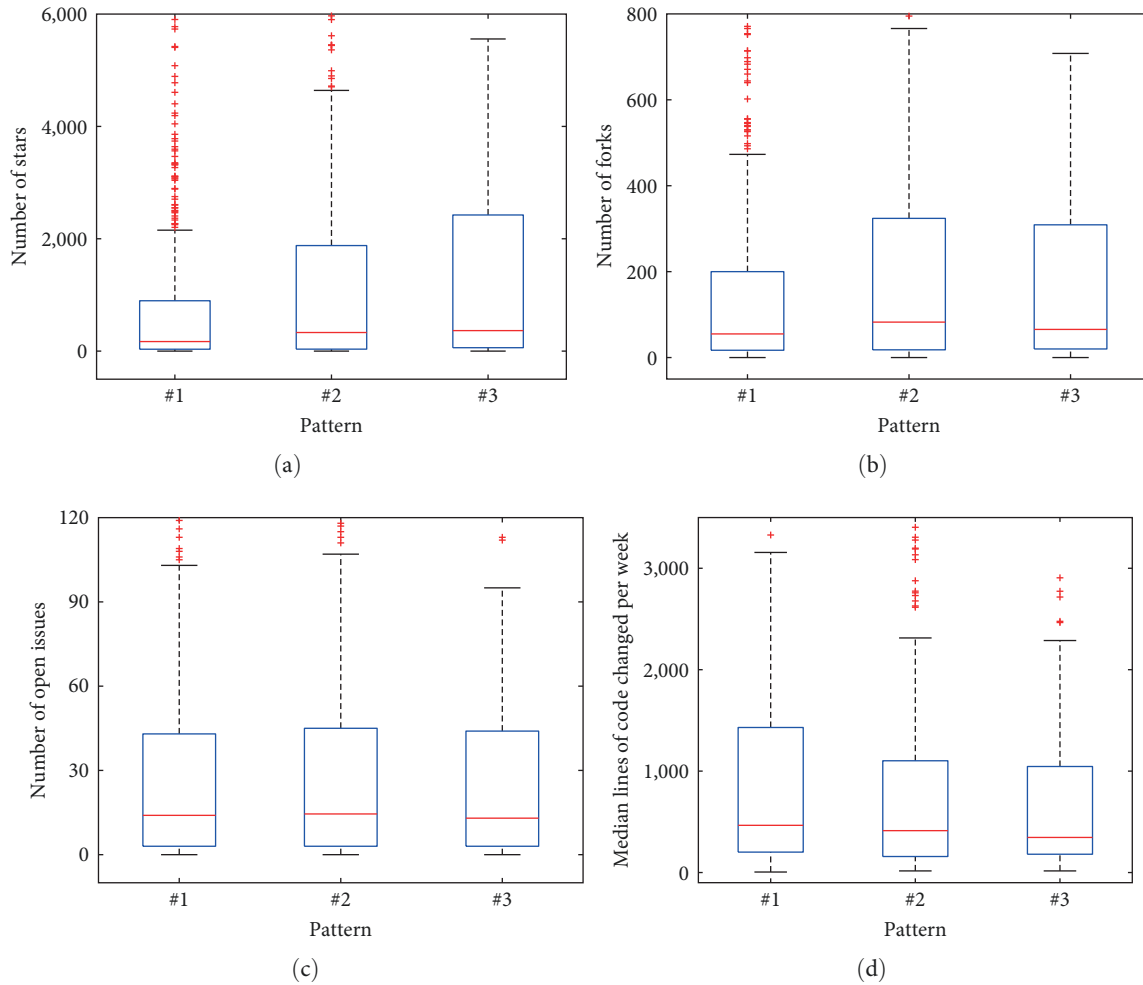 6,000
4,000
2,000
0
Number of stars
#1 #2 #3
Pattern
(a)
800
600
400
200
0
Number of forks
#1 #2 #3
Pattern
(b)
120
90
60
30
0
Number of open issues
#1 #2 #3
Pattern
(c)
3,000
2,000
1,000
0
Median lines of code changed per week
#1 #2 #3
Pattern
(d)